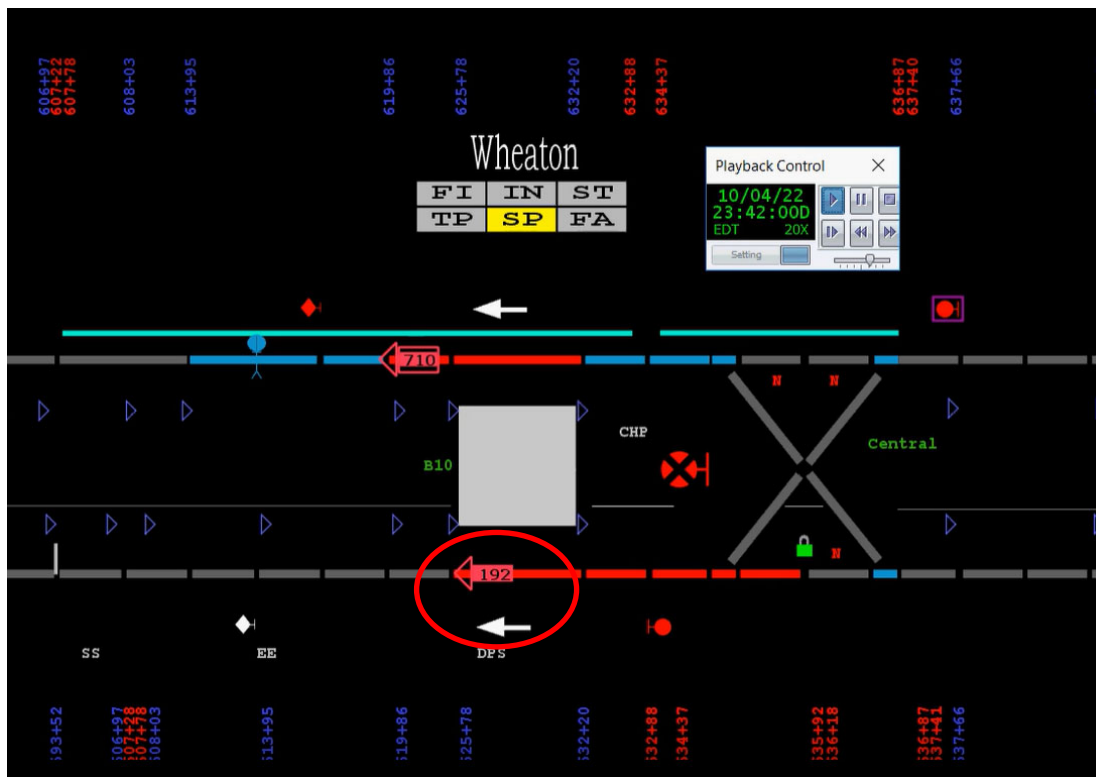 606+97 607+22 607+78 608+03 613+95 619+86 625+78 632+20 632+88 634+37 636+87 637+40 637+66
Wheaton
FI IN ST
TP SP FA
Playback Control
10/04/22
23:42:00D
EDT 20X
Setting
710
N N
CHP
Central
B10
N
192
SS EE DPS
593+52 606+97 607+28 607+78 608+03 613+95 619+86 625+78 632+20 632+88 634+37 635+92 636+18 636+87 637+41 637+66